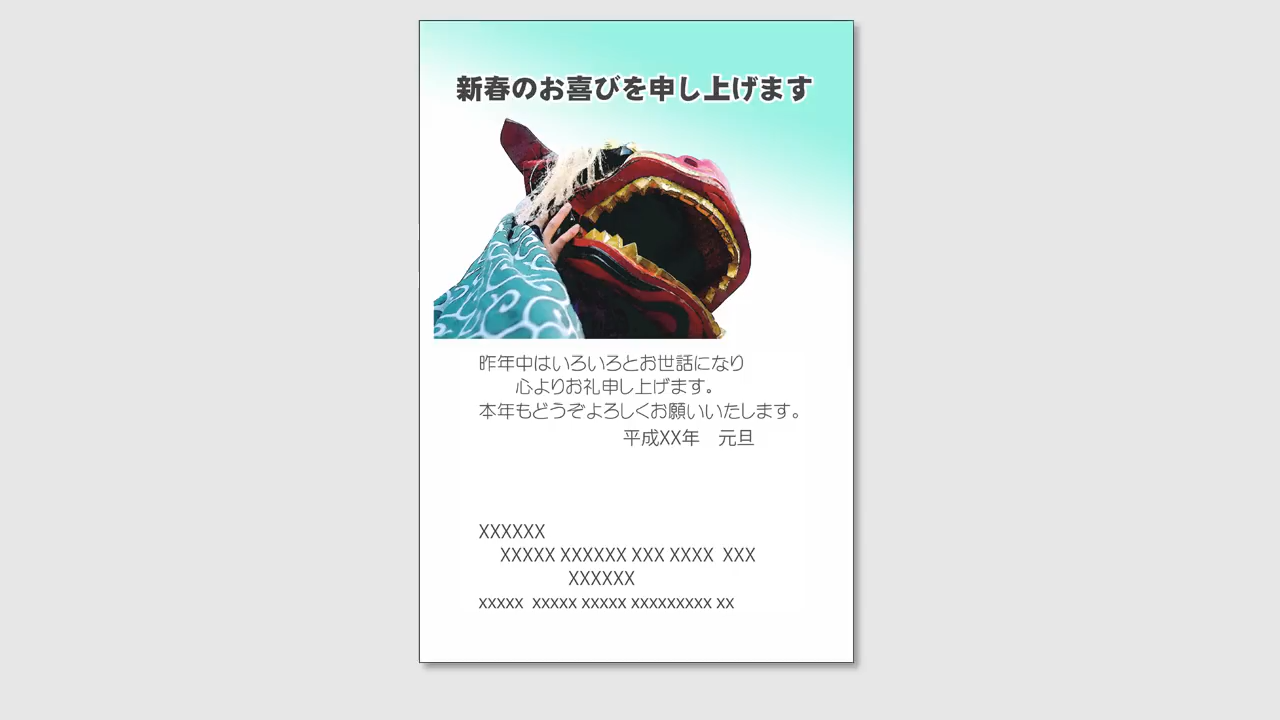 新春のお喜びを申し上げます
昨年中はいろいろとお世話になり
心よりお礼申し上げます。
本年もどうぞよろしくお願いいたします。
平成XX年　元旦
XXXXXX
XXXXX XXXXXX XXX XXXX XXX
XXXXXX
XXXXX XXXXX XXXXX XXXXXXXXX XX